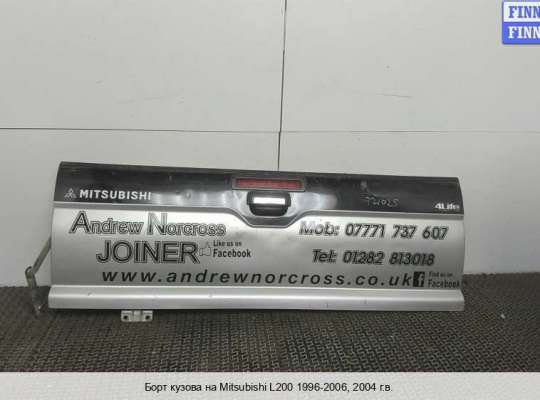 FINN
FINN
MITSUBISHI
4Life
Andrew Norcross
JOINER
Like us on
Facebook
Mob: 07771 737 607
Tel: 01282 813018
www.andrewnorcross.co.uk
Find us on
Facebook
Борт кузова на Mitsubishi L200 1996-2006, 2004 г.в.